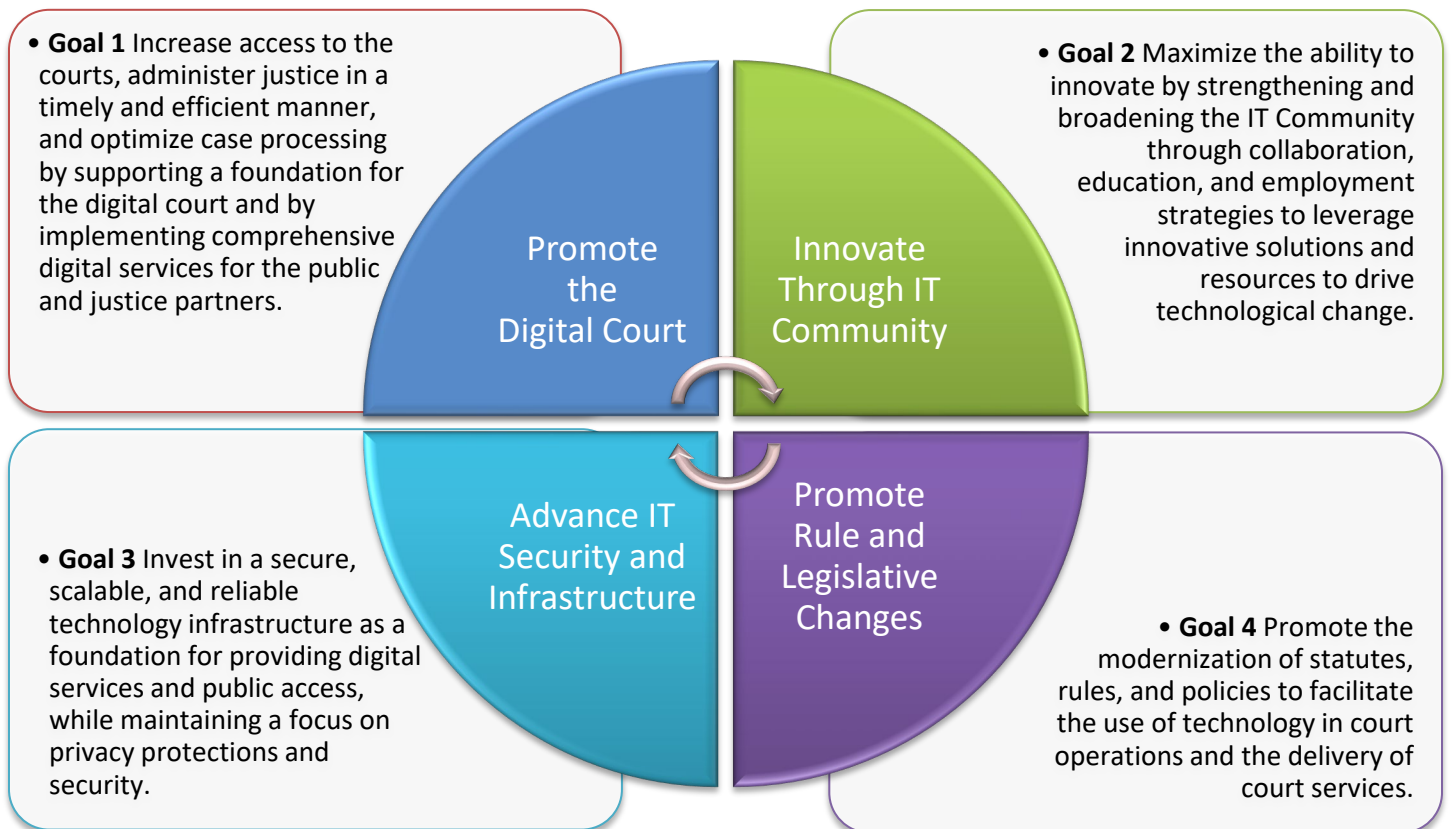 • Goal 1 Increase access to the
courts, administer justice in a
timely and efficient manner,
and optimize case processing
by supporting a foundation for
the digital court and by
implementing comprehensive
digital services for the public
and justice partners.
Promote
the
Digital Court
Innovate
Through IT
Community
• Goal 2 Maximize the ability to
innovate by strengthening and
broadening the IT Community
through collaboration,
education, and employment
strategies to leverage
innovative solutions and
resources to drive
technological change.
• Goal 3 Invest in a secure,
scalable, and reliable
technology infrastructure as a
foundation for providing digital
services and public access,
while maintaining a focus on
privacy protections and
security.
Advance IT
Security and
Infrastructure
Promote
Rule and
Legislative
Changes
• Goal 4 Promote the
modernization of statutes,
rules, and policies to facilitate
the use of technology in court
operations and the delivery of
court services.